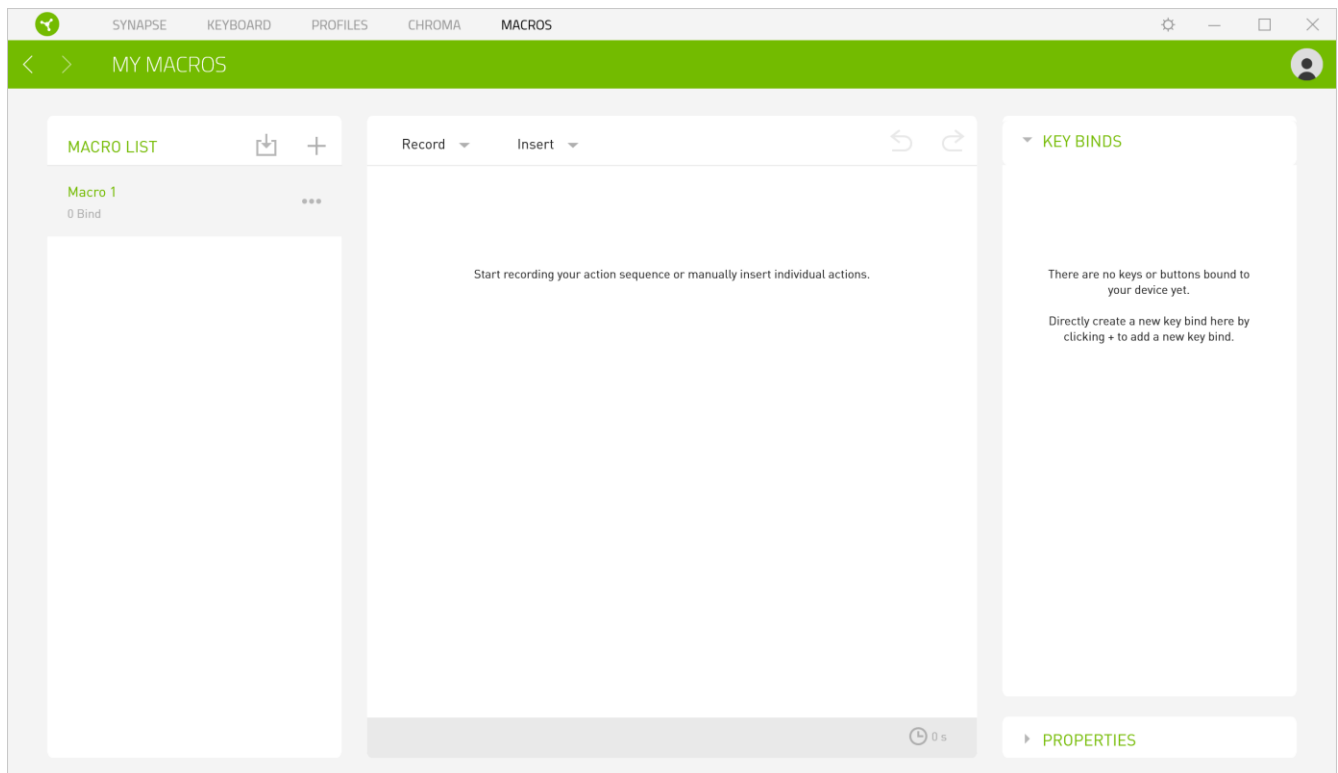 SYNAPSE KEYBOARD PROFILES CHROMA MACROS
MY MACROS
MACRO LIST
Macro 1
0 Bind
Record Insert
Start recording your action sequence or manually insert individual actions.
0 s
KEY BINDS
There are no keys or buttons bound to
your device yet.
Directly create a new key bind here by
clicking + to add a new key bind.
PROPERTIES